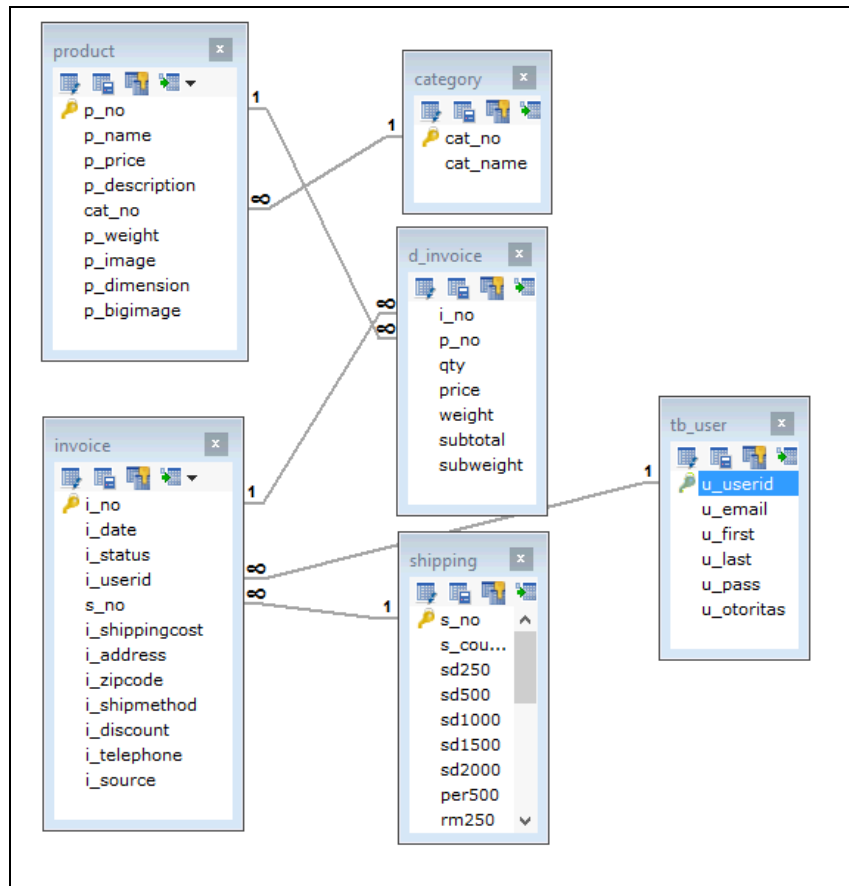 product
p_no
p_name
p_price
p_description
cat_no
p_weight
p_image
p_dimension
p_bigimage
1
∞
category
cat_no
cat_name
1
d_invoice
i_no
p_no
qty
price
weight
subtotal
subweight
∞
∞
invoice
i_no
i_date
i_status
i_userid
s_no
i_shippingcost
i_address
i_zipcode
i_shipmethod
i_discount
i_telephone
i_source
1
∞
∞
shipping
s_no
s_cou...
sd250
sd500
sd1000
sd1500
sd2000
per500
rm250
1
tb_user
u_userid
u_email
u_first
u_last
u_pass
u_otoritas
1